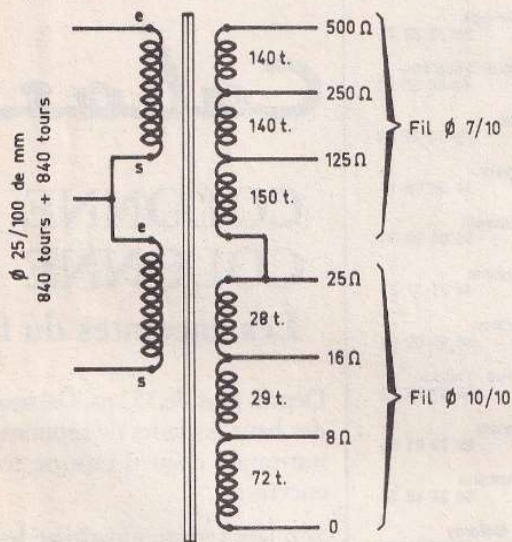 e
s
e
s
Ø 25/100 de mm
840 tours + 840 tours
500 Ω
140 t.
250 Ω
140 t.
125 Ω
150 t.
Fil Ø 7/10
25 Ω
28 t.
16 Ω
29 t.
8 Ω
72 t.
0
Fil Ø 10/10